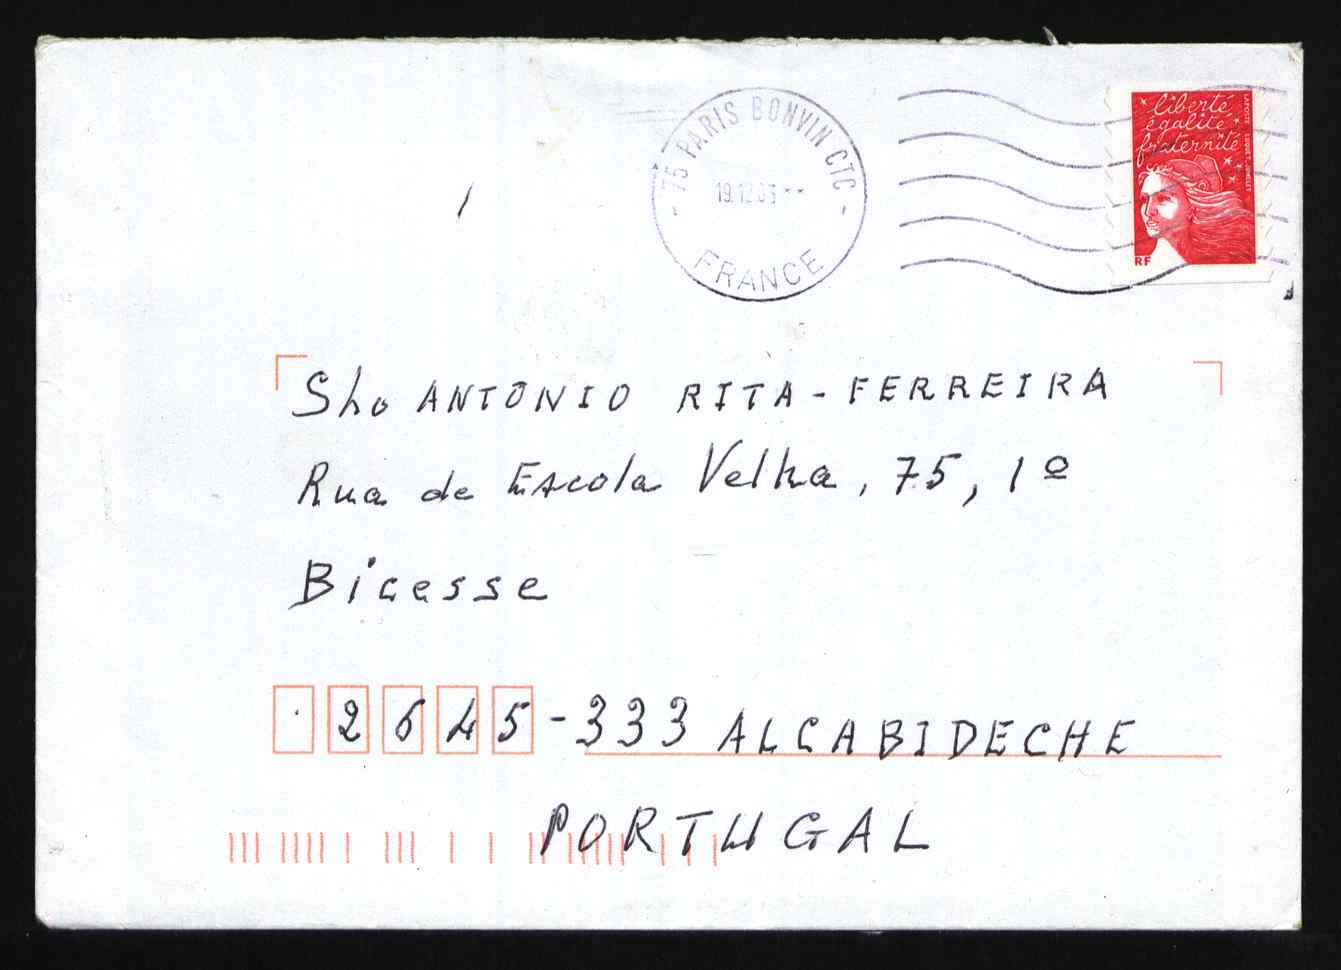 75 PARIS BONVIN CTC
19.12.03
FRANCE
liberté
égalité
fraternité
RF
Sho ANTONIO RITA-FERREIRA
Rua de Escola Velha, 75, 1º
Bicesse
2645-333 ALCABIDECHE
PORTUGAL